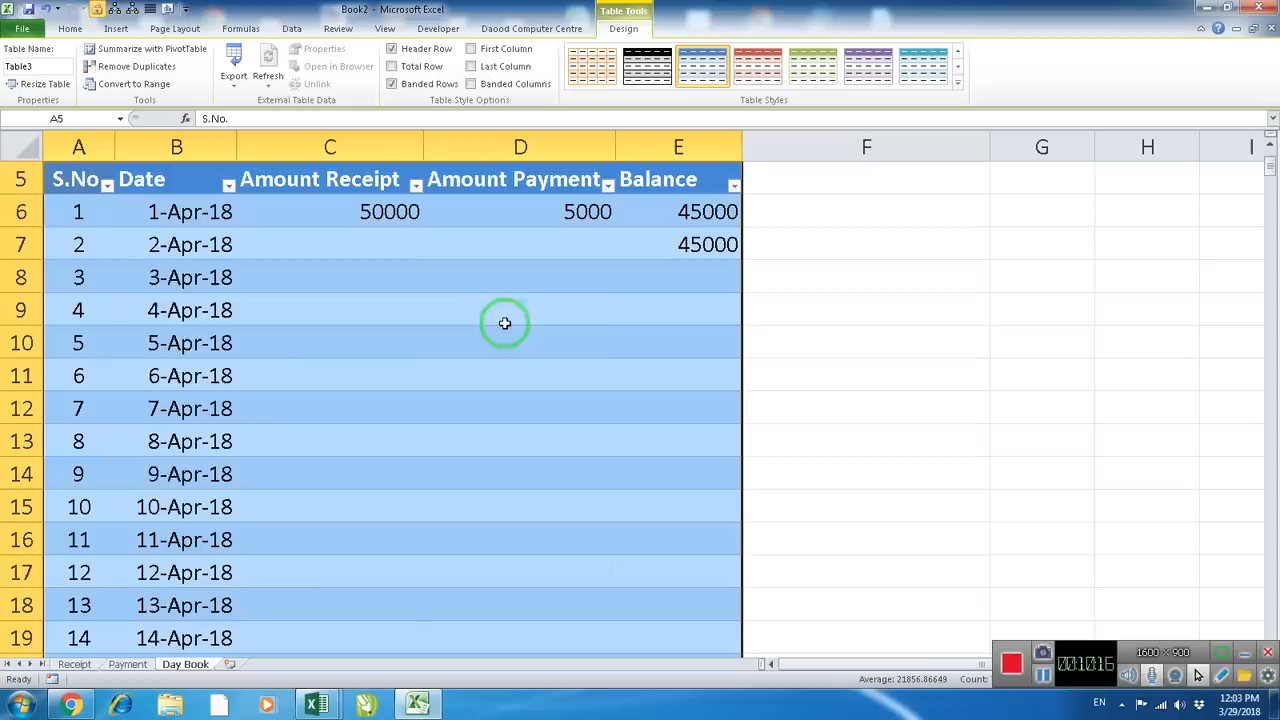 Book2 - Microsoft Excel
Table Tools
File Home Insert Page Layout Formulas Data Review View Developer Daood Computer Centre Design
Table Name: Summarize with PivotTable Properties Header Row First Column
Table Remove Duplicates Export Refresh Open in Browser Total Row Last Column
Resize Table Convert to Range Unlink Banded Rows Banded Columns
Properties Tools External Table Data Table Style Options Table Styles
A5 fx S.No.
A B C D E F G H I
5 S.No Date Amount Receipt Amount Payment Balance
6 1 1-Apr-18 50000 5000 45000
7 2 2-Apr-18 45000
8 3 3-Apr-18
9 4 4-Apr-18
10 5 5-Apr-18
11 6 6-Apr-18
12 7 7-Apr-18
13 8 8-Apr-18
14 9 9-Apr-18
15 10 10-Apr-18
16 11 11-Apr-18
17 12 12-Apr-18
18 13 13-Apr-18
19 14 14-Apr-18
Receipt Payment Day Book
Ready Average: 21856.86649 Count:
1600 × 900
EN 12:03 PM
3/29/2018